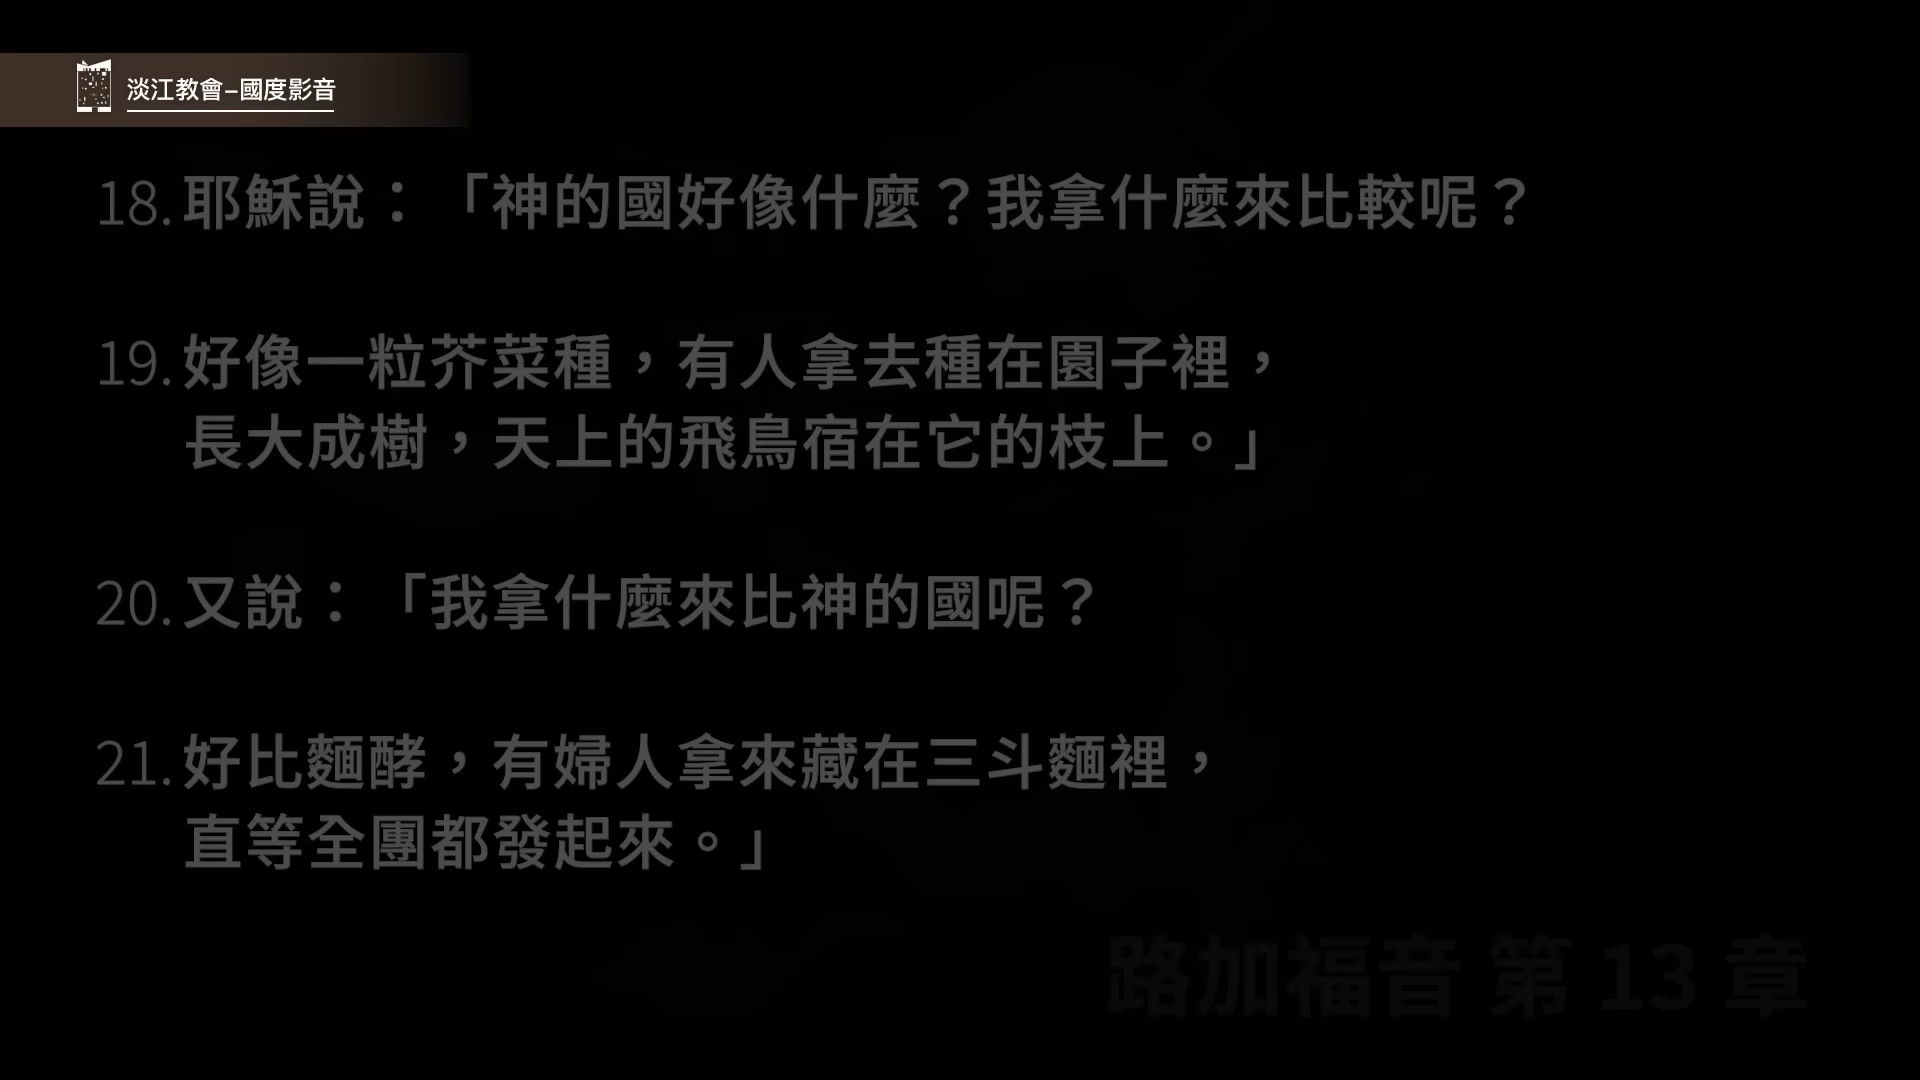 淡江教會–國度影音
18. 耶穌說：「神的國好像什麼？我拿什麼來比較呢？
19. 好像一粒芥菜種，有人拿去種在園子裡，
長大成樹，天上的飛鳥宿在它的枝上。」
20. 又說：「我拿什麼來比神的國呢？
21. 好比麵酵，有婦人拿來藏在三斗麵裡，
直等全團都發起來。」
路加福音 第 13 章